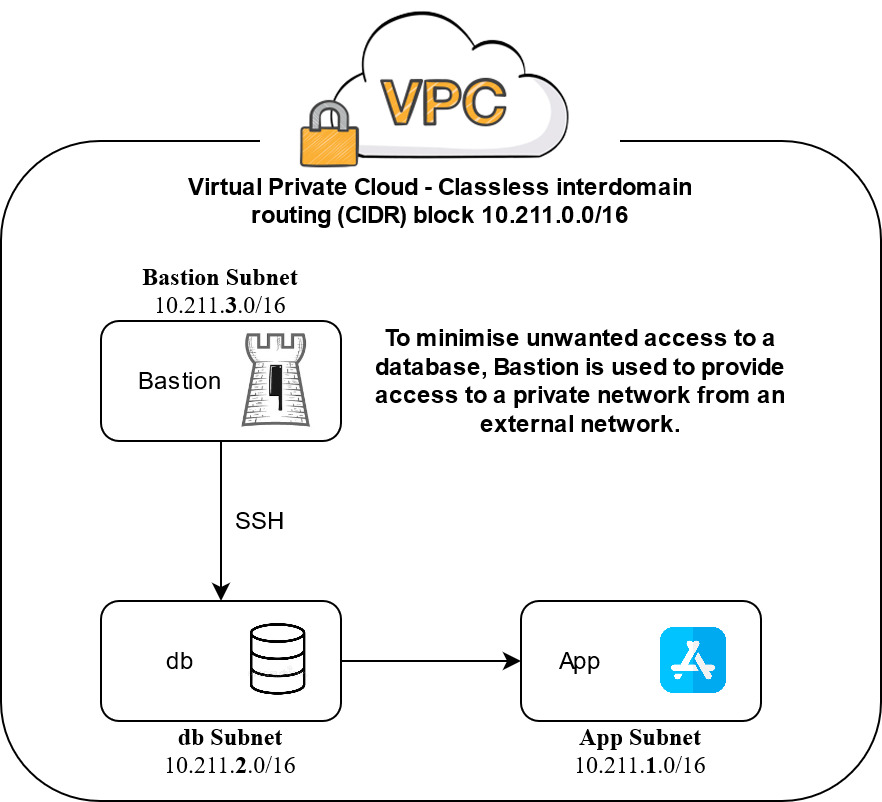 VPC
Virtual Private Cloud - Classless interdomain
routing (CIDR) block 10.211.0.0/16
Bastion Subnet
10.211.3.0/16
Bastion
To minimise unwanted access to a
database, Bastion is used to provide
access to a private network from an
external network.
SSH
db
App
db Subnet
10.211.2.0/16
App Subnet
10.211.1.0/16